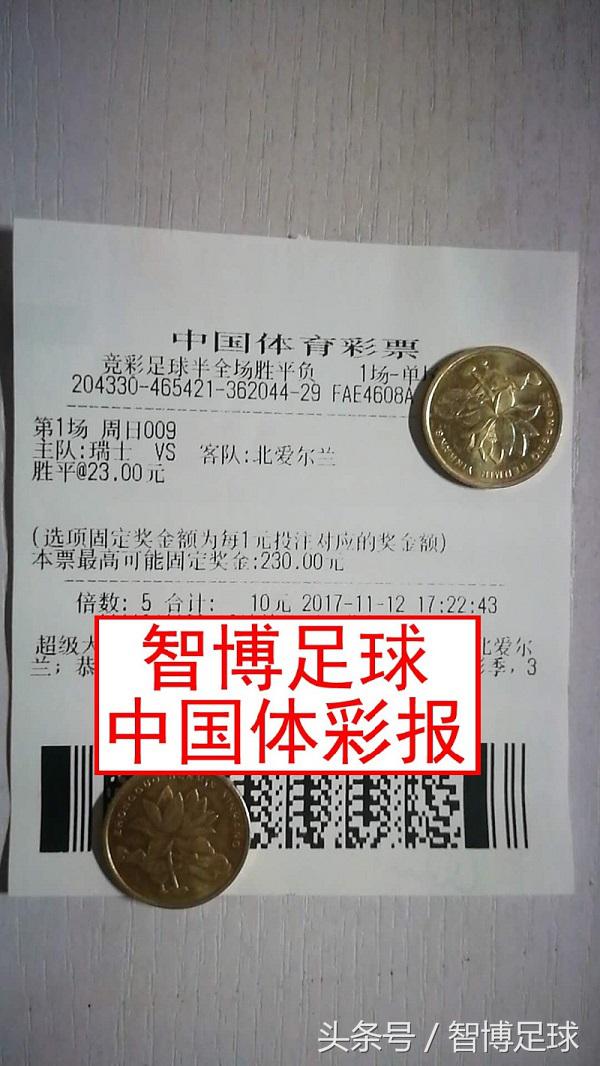 中国体育彩票
竞彩足球半全场胜平负 1场-单
204330-465421-362044-29 FAE4608A
第1场 周日009
主队:瑞士 VS 客队:北爱尔兰
胜平@23.00元
(选项固定奖金额为每1元投注对应的奖金额)
本票最高可能固定奖金:230.00元
倍数: 5 合计: 10元 2017-11-12 17:22:43
超级大 北爱尔
兰; 恭 彩季,3
智博足球
中国体彩报
头条号 / 智博足球